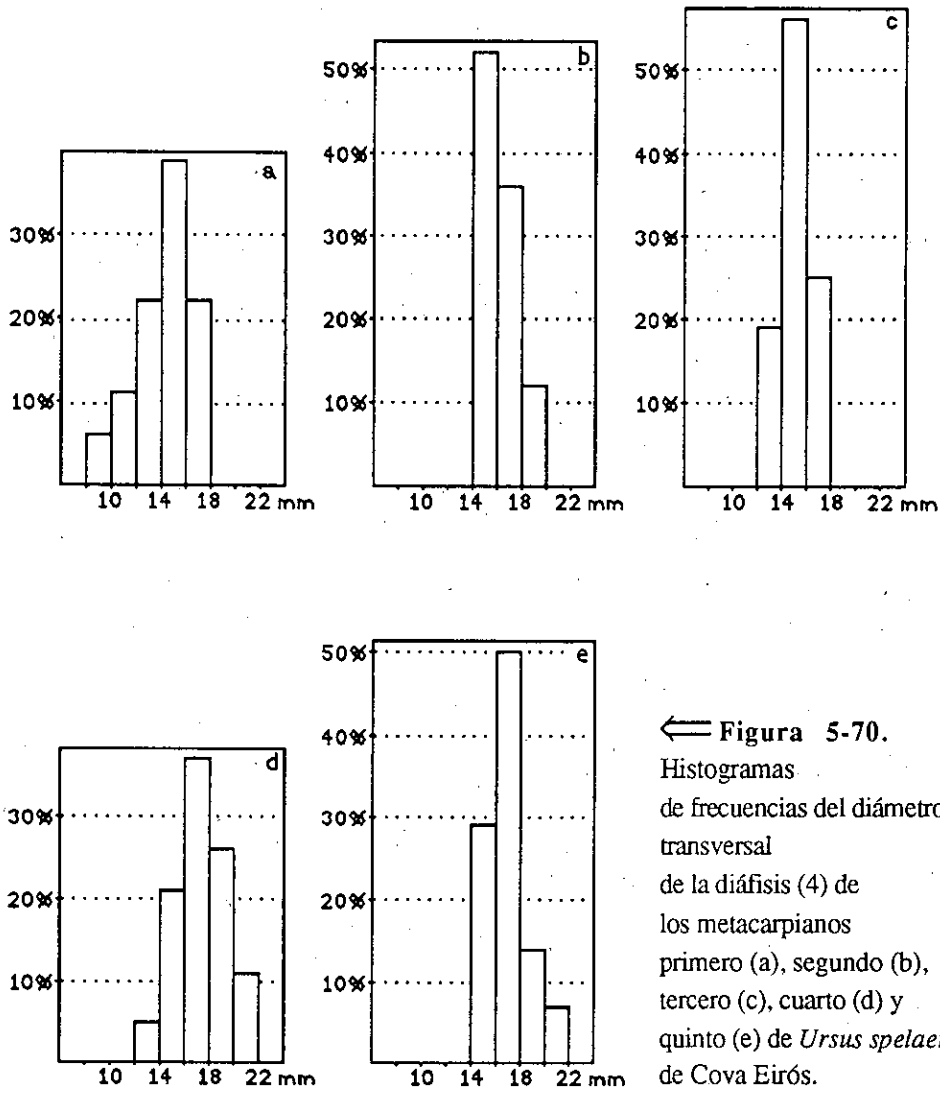 a
30%
20%
10%
10 14 18 22 mm
b
50%
40%
30%
20%
10%
10 14 18 22 mm
c
50%
40%
30%
20%
10%
10 14 18 22 mm
d
30%
20%
10%
10 14 18 22 mm
e
50%
40%
30%
20%
10%
10 14 18 22 mm
Figura 5-70.
Histogramas
de frecuencias del diámetro
transversal
de la diáfisis (4) de
los metacarpianos
primero (a), segundo (b),
tercero (c), cuarto (d) y
quinto (e) de Ursus
de Cova Eirós.